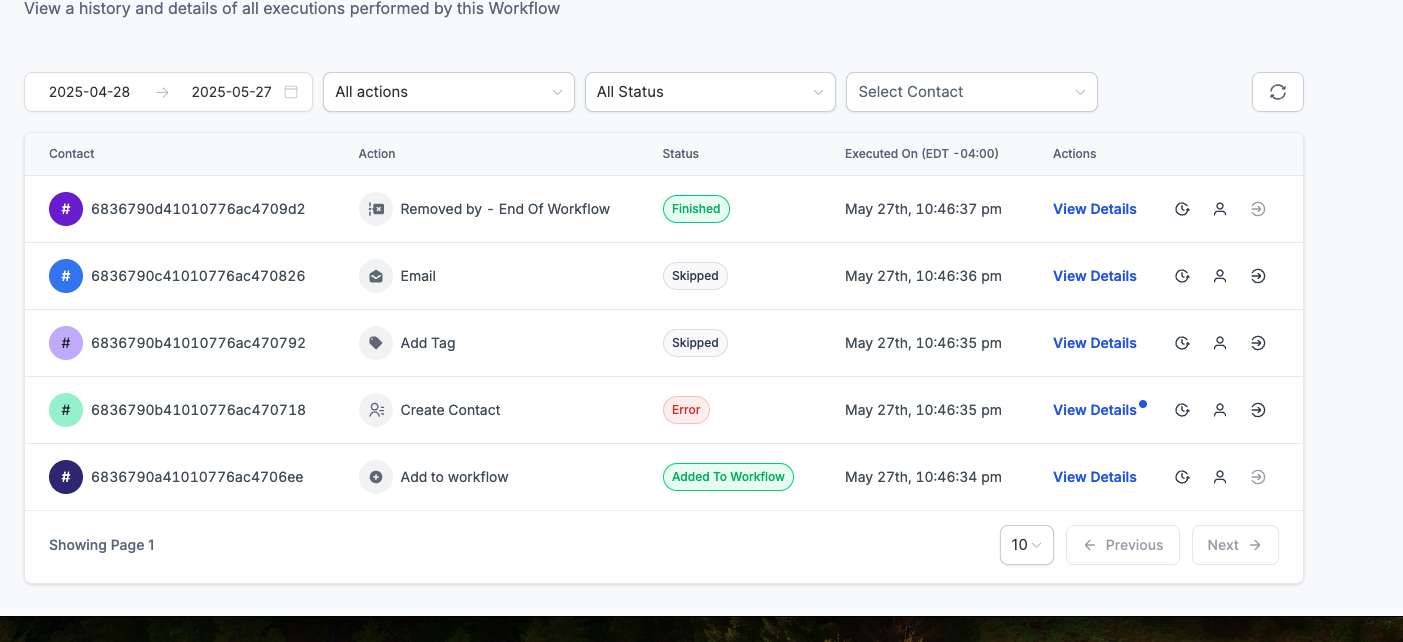 View a history and details of all executions performed by this Workflow
2025-04-28 → 2025-05-27 All actions All Status Select Contact
Contact Action Status Executed On (EDT -04:00) Actions
# 6836790d41010776ac4709d2 Removed by - End Of Workflow Finished May 27th, 10:46:37 pm View Details
# 6836790c41010776ac470826 Email Skipped May 27th, 10:46:36 pm View Details
# 6836790b41010776ac470792 Add Tag Skipped May 27th, 10:46:35 pm View Details
# 6836790b41010776ac470718 Create Contact Error May 27th, 10:46:35 pm View Details
# 6836790a41010776ac4706ee Add to workflow Added To Workflow May 27th, 10:46:34 pm View Details
Showing Page 1 10 ← Previous Next →